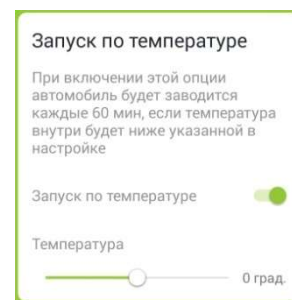 Запуск по температуре
При включении этой опции
автомобиль будет заводится
каждые 60 мин, если температура
внутри будет ниже указанной в
настройке
Запуск по температуре
Температура
0 град.